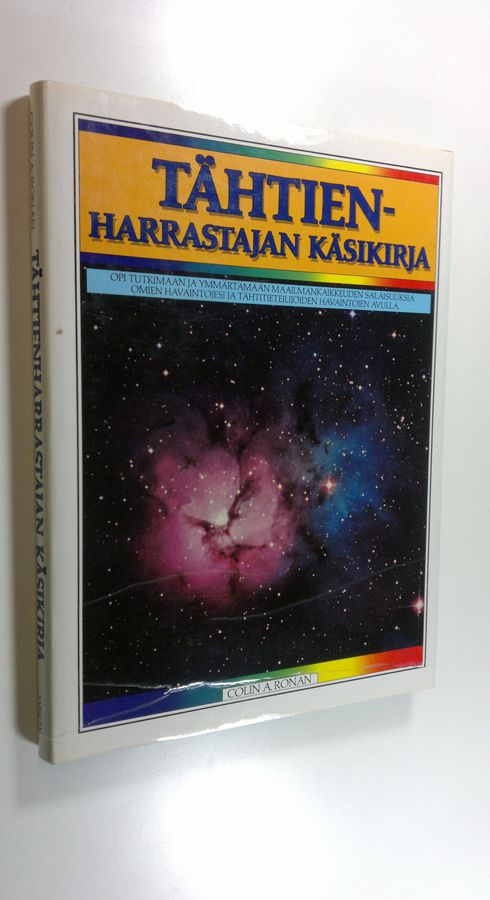 TÄHTIEN-
HARRASTAJAN KÄSIKIRJA
OPI TUTKIMAAN JA YMMÄRTÄMÄÄN MAAILMANKAIKKEUDEN SALAISUUKSIA
OMIEN HAVAINTOJESI JA TÄHTITIETEILIJÖIDEN HAVAINTOJEN AVULLA
COLIN A. RONAN
COLIN A. RONAN
TÄHTIENHARRASTAJAN KÄSIKIRJA